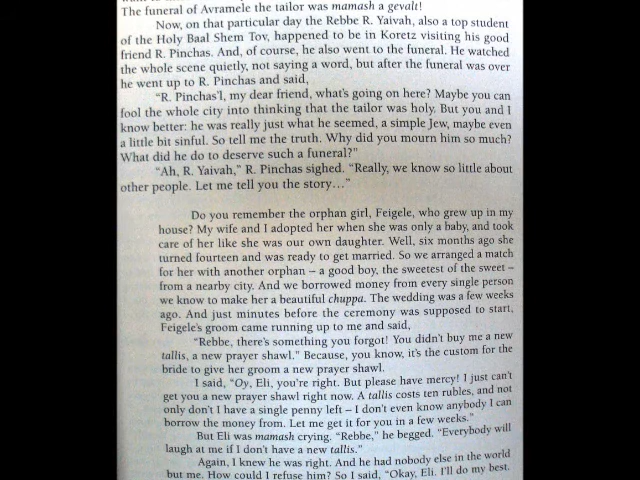 The funeral of Avramele the tailor was mamash a gevalt!
Now, on that particular day the Rebbe R. Yaivah, also a top student
of the Holy Baal Shem Tov, happened to be in Koretz visiting his good
friend R. Pinchas. And, of course, he also went to the funeral. He watched
the whole scene quietly, not saying a word, but after the funeral was over
he went up to R. Pinchas and said,
"R. Pinchas'l, my dear friend, what's going on here? Maybe you can
fool the whole city into thinking that the tailor was holy. But you and I
know better: he was really just what he seemed, a simple Jew, maybe even
a little bit sinful. So tell me the truth. Why did you mourn him so much?
What did he do to deserve such a funeral?"
"Ah, R. Yaivah," R. Pinchas sighed. "Really, we know so little about
other people. Let me tell you the story…"
Do you remember the orphan girl, Feigele, who grew up in my
house? My wife and I adopted her when she was only a baby, and took
care of her like she was our own daughter. Well, six months ago she
turned fourteen and was ready to get married. So we arranged a match
for her with another orphan – a good boy, the sweetest of the sweet –
from a nearby city. And we borrowed money from every single person
we know to make her a beautiful chuppa. The wedding was a few weeks
ago. And just minutes before the ceremony was supposed to start,
Feigele's groom came running up to me and said,
"Rebbe, there's something you forgot! You didn't buy me a new
tallis, a new prayer shawl." Because, you know, it's the custom for the
bride to give her groom a new prayer shawl.
I said, "Oy, Eli, you're right. But please have mercy! I just can't
get you a new prayer shawl right now. A tallis costs ten rubles, and not
only don't I have a single penny left – I don't even know anybody I can
borrow the money from. Let me get it for you in a few weeks."
But Eli was mamash crying. "Rebbe," he begged. "Everybody will
laugh at me if I don't have a new tallis."
Again, I knew he was right. And he had nobody else in the world
but me. How could I refuse him? So I said, "Okay, Eli. I'll do my best.